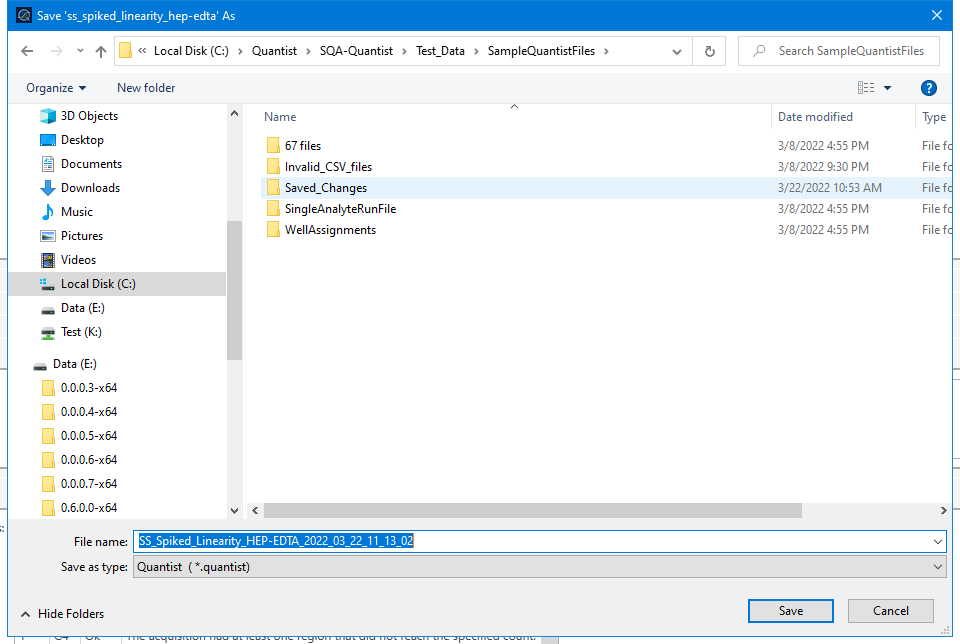 Save 'ss_spiked_linearity_hep-edta' As
« Local Disk (C:) > Quantist > SQA-Quantist > Test_Data > SampleQuantistFiles >
Search SampleQuantistFiles
Organize
New folder
?
3D Objects
Desktop
Documents
Downloads
Music
Pictures
Videos
Local Disk (C:)
Data (E:)
Test (K:)
Data (E:)
0.0.0.3-x64
0.0.0.4-x64
0.0.0.5-x64
0.0.0.6-x64
0.0.0.7-x64
0.6.0.0-x64
Name Date modified Type
67 files 3/8/2022 4:55 PM File fo
Invalid_CSV_files 3/8/2022 9:30 PM File fo
Saved_Changes 3/22/2022 10:53 AM File fo
SingleAnalyteRunFile 3/8/2022 4:55 PM File fo
WellAssignments 3/8/2022 4:55 PM File fo
File name: SS_Spiked_Linearity_HEP-EDTA_2022_03_22_11_13_02
Save as type: Quantist ( *.quantist)
Hide Folders
Save
Cancel
The acquisition had at least one region that did not reach the specified count.